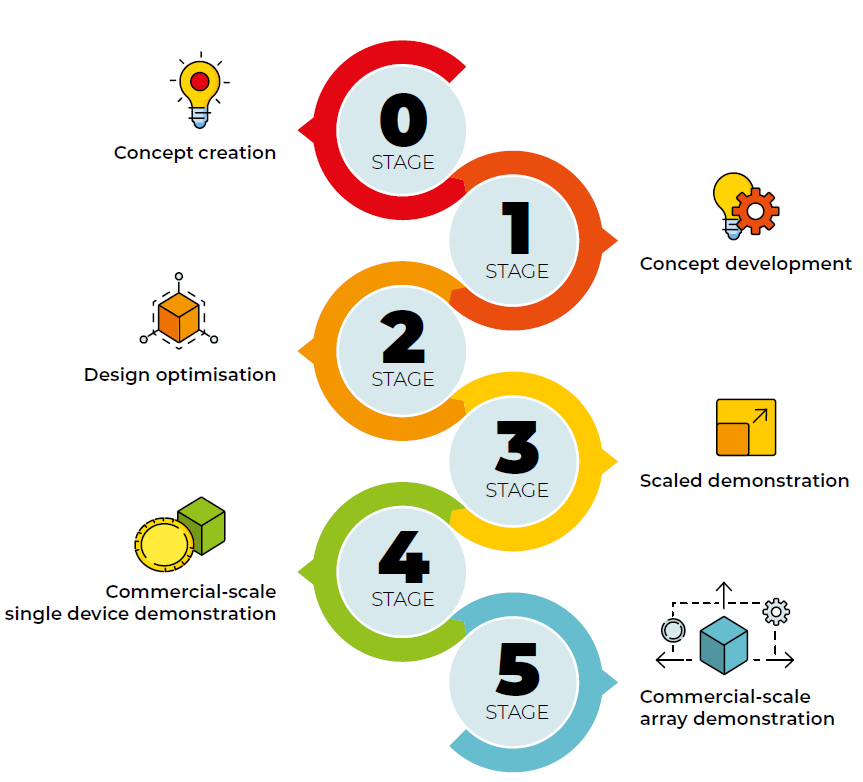 0
STAGE
Concept creation
1
STAGE
Concept development
2
STAGE
Design optimisation
3
STAGE
Scaled demonstration
4
STAGE
Commercial-scale
single device demonstration
5
STAGE
Commercial-scale
array demonstration